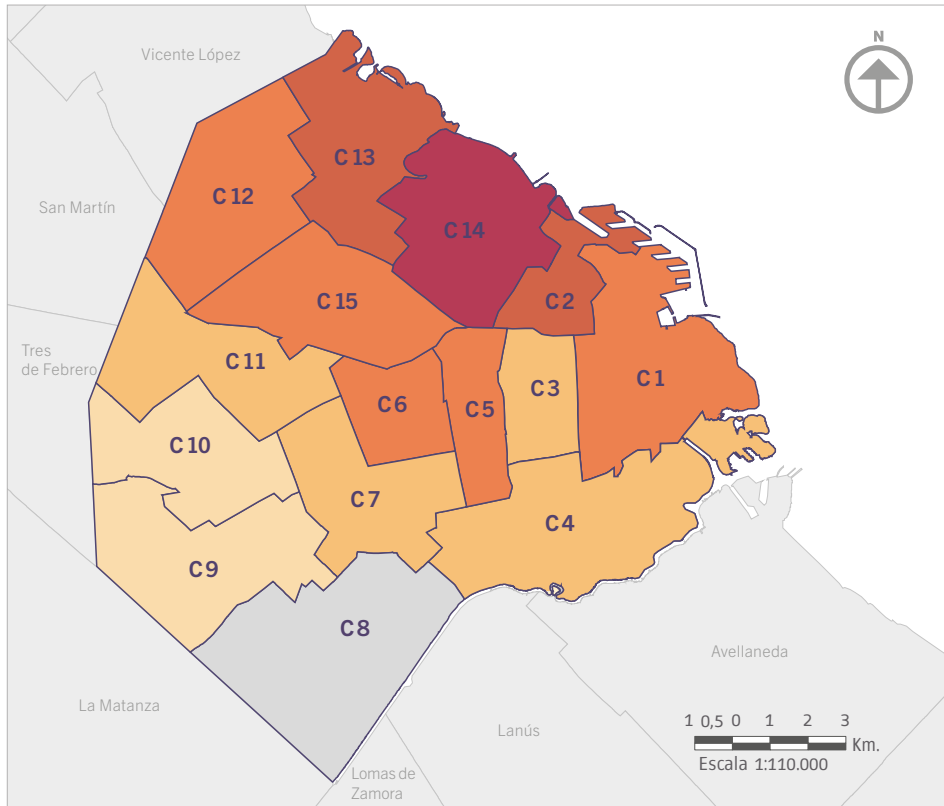 Vicente López
N
C 13
C 12
San Martín
C 14
C 15
C 2
Tres
de Febrero
C 11
C 1
C 3
C 6
C 5
C 10
C 7
C 4
C 9
C 8
Avellaneda
La Matanza
Lanús
1 0,5 0 1 2 3
Km.
Escala 1:110.000
Lomas de
Zamora